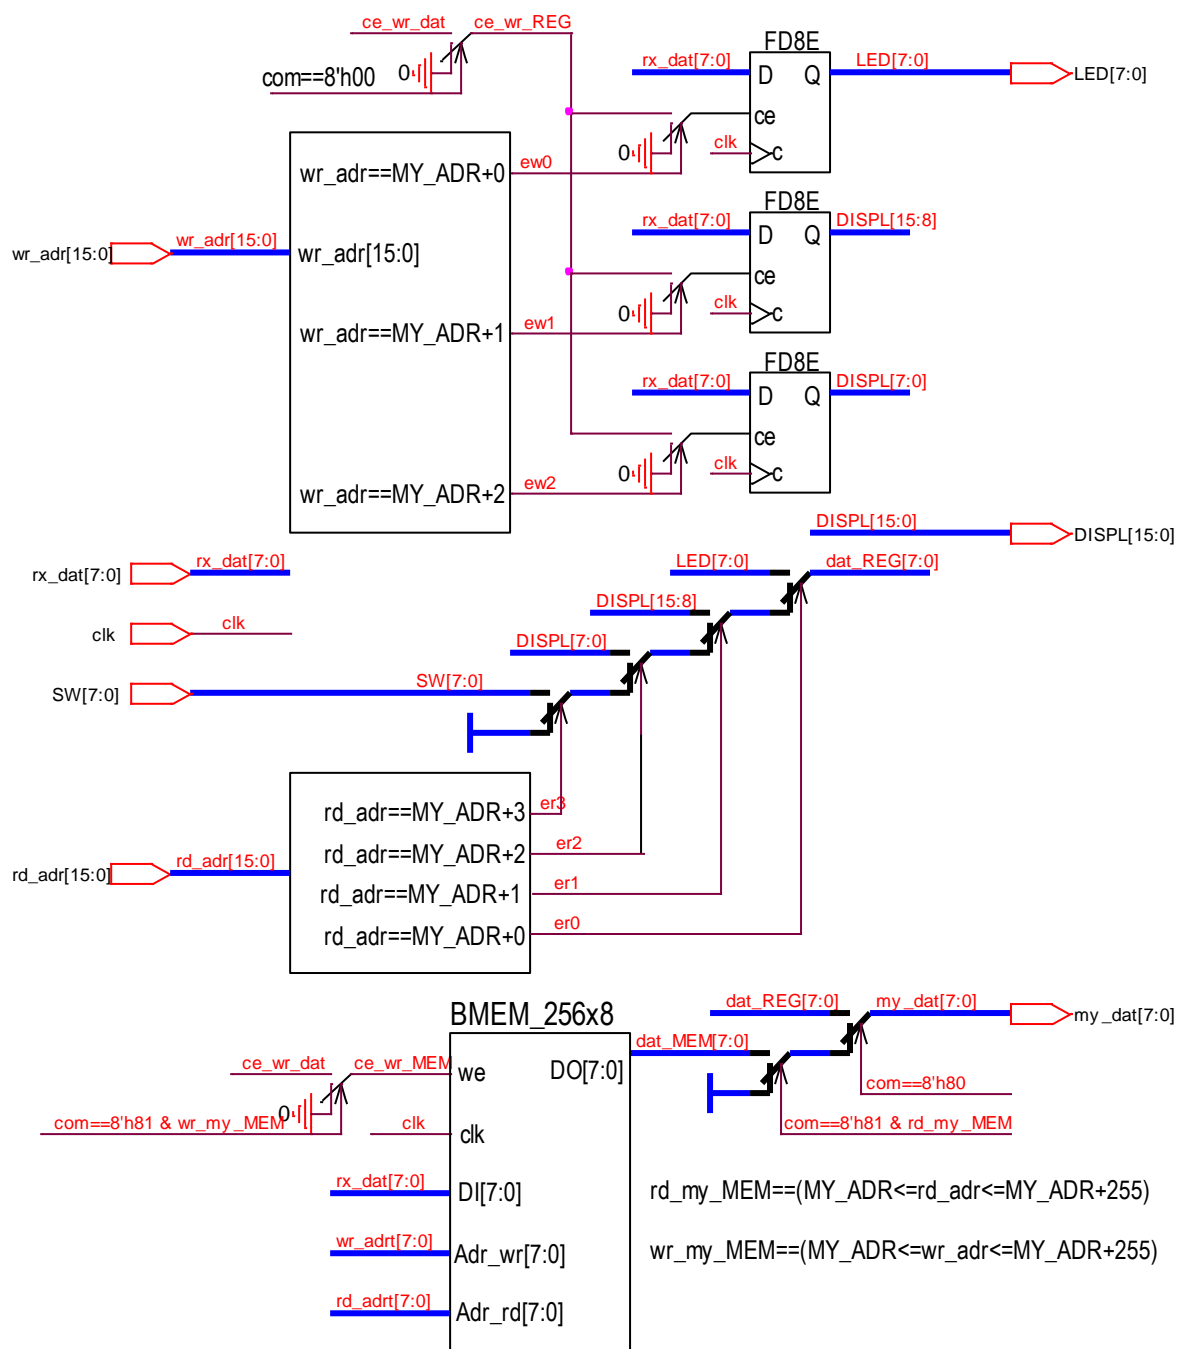 ce_wr_dat
ce_wr_REG
com==8'h00
0
FD8E
rx_dat[7:0]
D
Q
LED[7:0]
LED[7:0]
ce
0
clk
c
wr_adr==MY_ADR+0
ew0
FD8E
rx_dat[7:0]
D
Q
DISPL[15:8]
wr_adr[15:0]
wr_adr[15:0]
wr_adr[15:0]
ce
0
clk
c
wr_adr==MY_ADR+1
ew1
FD8E
rx_dat[7:0]
D
Q
DISPL[7:0]
ce
0
clk
c
wr_adr==MY_ADR+2
ew2
DISPL[15:0]
DISPL[15:0]
rx_dat[7:0]
rx_dat[7:0]
LED[7:0]
dat_REG[7:0]
DISPL[15:8]
clk
clk
DISPL[7:0]
SW[7:0]
SW[7:0]
rd_adr==MY_ADR+3
er3
rd_adr==MY_ADR+2
er2
rd_adr[15:0]
rd_adr[15:0]
rd_adr==MY_ADR+1
er1
rd_adr==MY_ADR+0
er0
BMEM_256x8
dat_REG[7:0]
my_dat[7:0]
my_dat[7:0]
dat_MEM[7:0]
ce_wr_dat
ce_wr_MEM
we
DO[7:0]
com==8'h80
0
com==8'h81 & wr_my_MEM
clk
clk
com==8'h81 & rd_my_MEM
rx_dat[7:0]
DI[7:0]
rd_my_MEM==(MY_ADR<=rd_adr<=MY_ADR+255)
wr_adrt[7:0]
Adr_wr[7:0]
wr_my_MEM==(MY_ADR<=wr_adr<=MY_ADR+255)
rd_adrt[7:0]
Adr_rd[7:0]